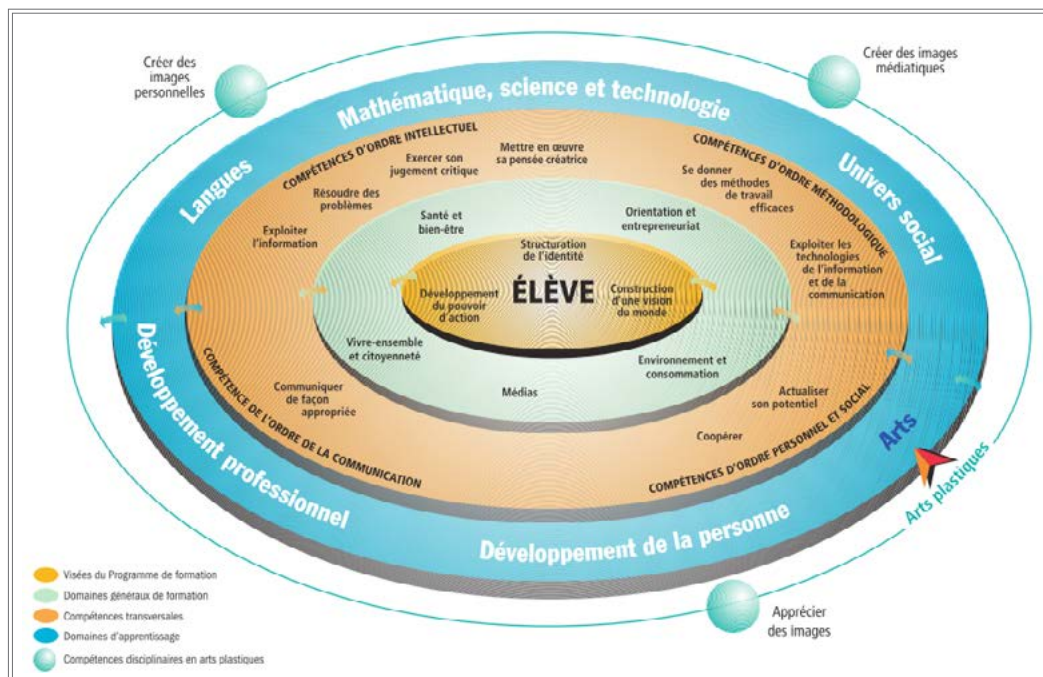 Créer des
images
personnelles
Créer des images
médiatiques
Mathématique, science et technologie
Langues
Univers social
COMPÉTENCES D'ORDRE INTELLECTUEL
COMPÉTENCES D'ORDRE MÉTHODOLOGIQUE
Mettre en œuvre
sa pensée créatrice
Exercer son
jugement critique
Résoudre des
problèmes
Exploiter
l'information
Se donner
des méthodes
de travail
efficaces
Exploiter les
technologies
de l'information
et de la
communication
Santé et
bien-être
Orientation et
entrepreneuriat
Structuration
de l'identité
ÉLÈVE
Développement
du pouvoir
d'action
Construction
d'une vision
du monde
Vivre-ensemble
et citoyenneté
Environnement et
consommation
Médias
Communiquer
de façon
appropriée
Actualiser
son potentiel
Coopérer
COMPÉTENCE DE L'ORDRE DE LA COMMUNICATION
COMPÉTENCES D'ORDRE PERSONNEL ET SOCIAL
Arts
Arts plastiques
Développement professionnel
Développement de la personne
Apprécier
des images
Visées du Programme de formation
Domaines généraux de formation
Compétences transversales
Domaines d'apprentissage
Compétences disciplinaires en arts plastiques